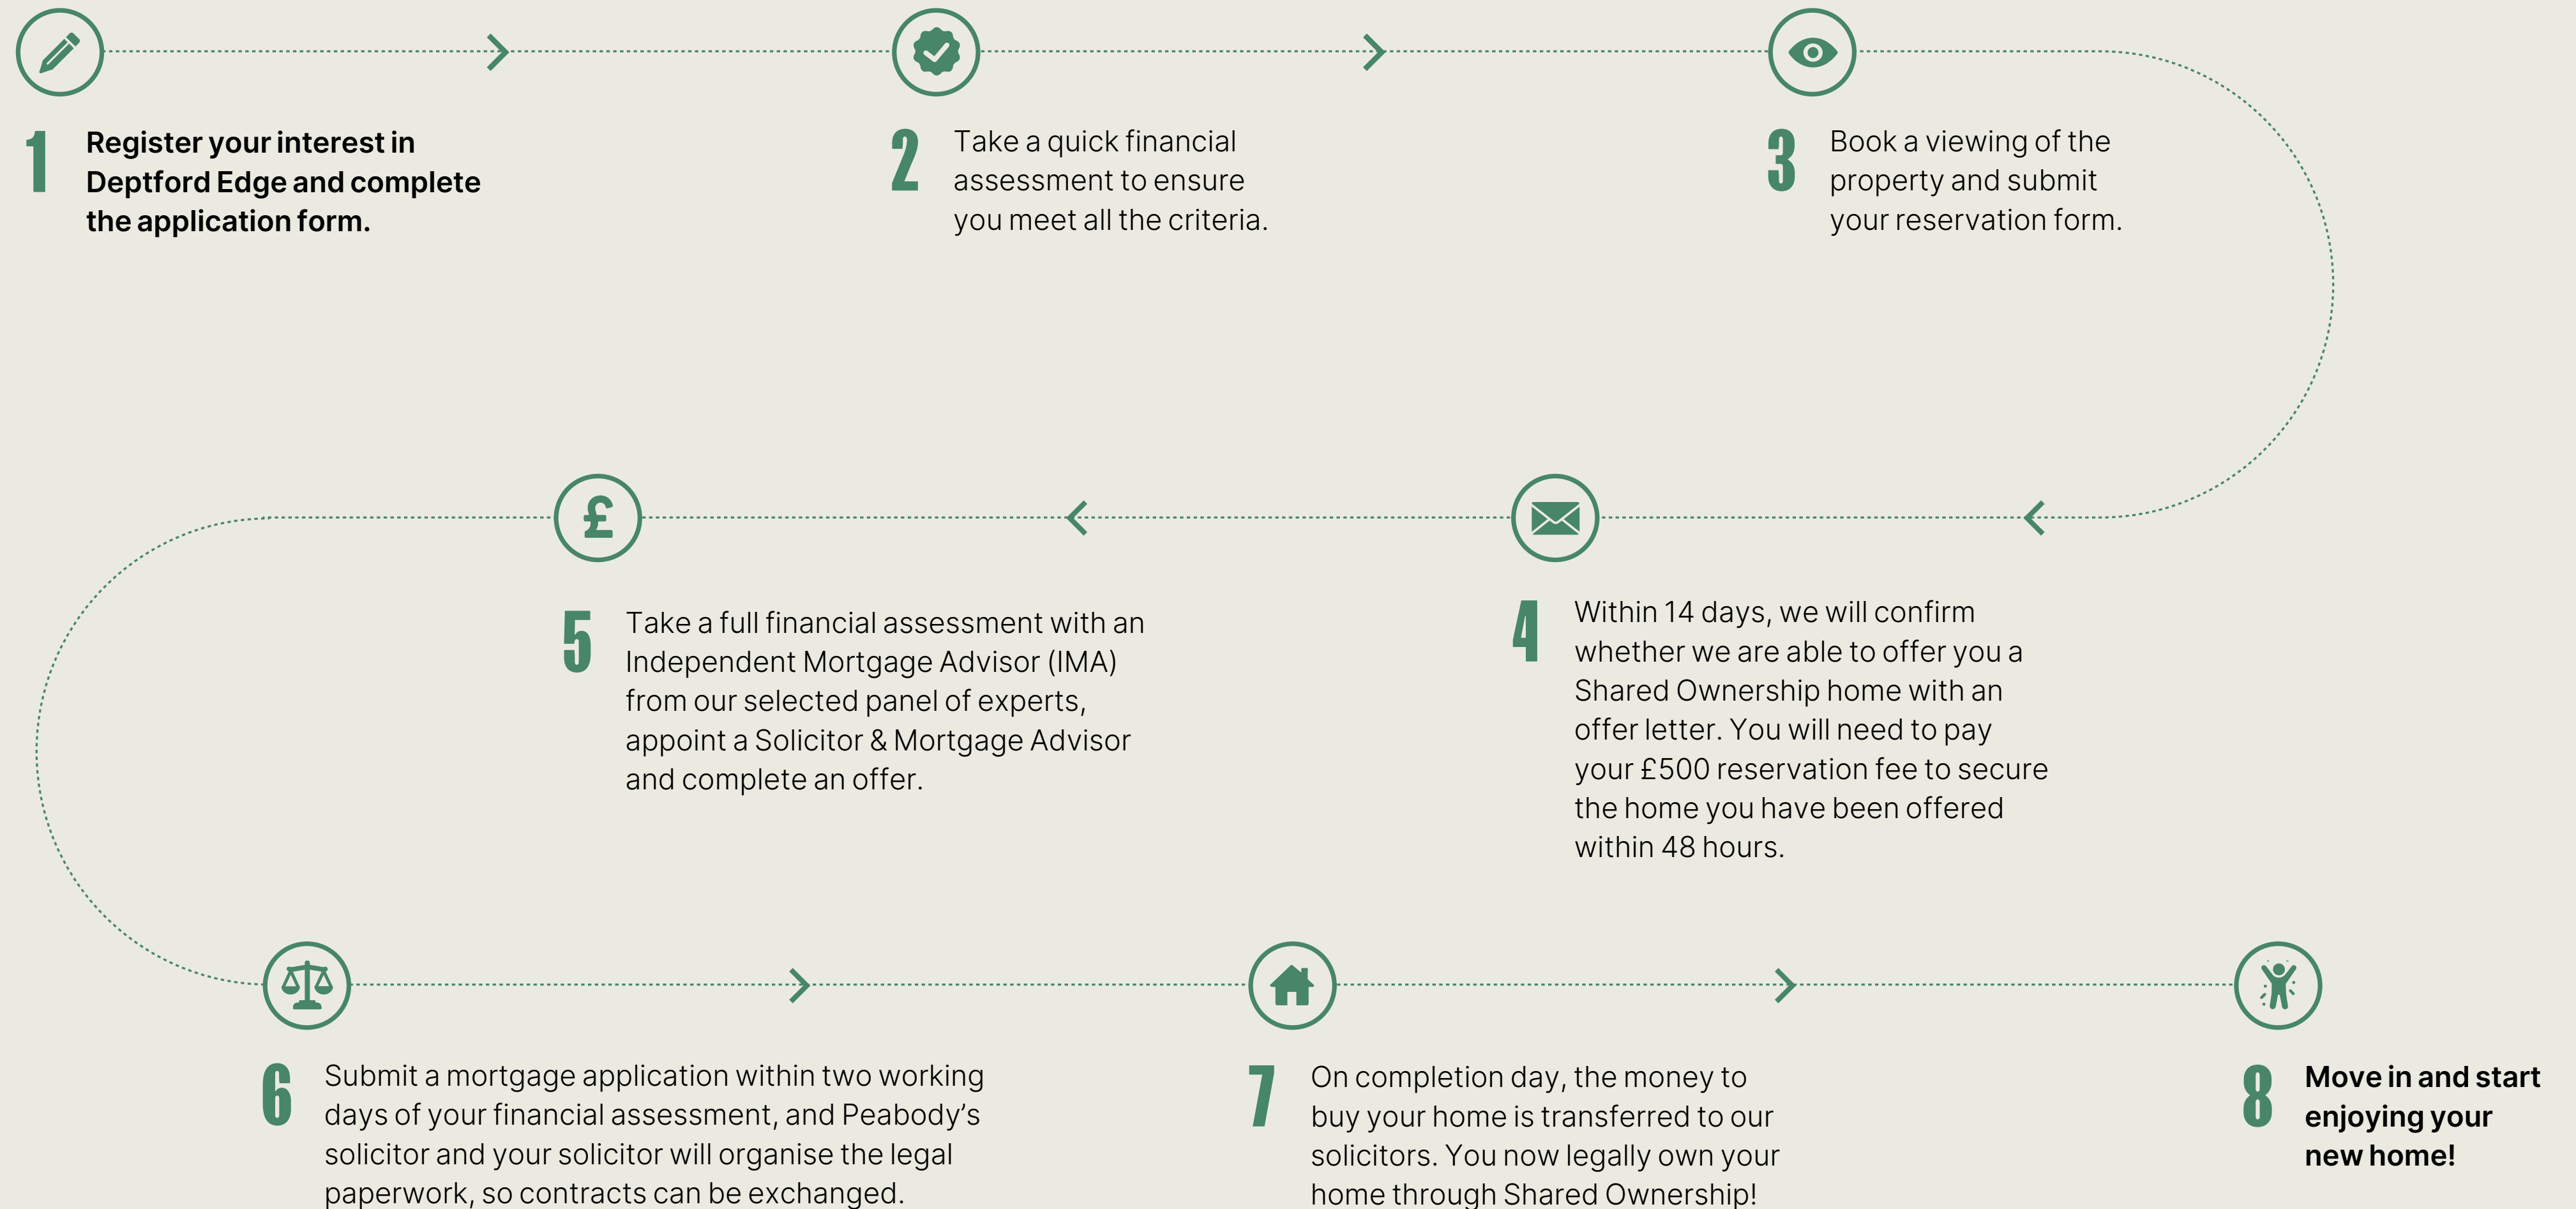 1
Register your interest in
Deptford Edge and complete
the application form.
2
Take a quick financial
assessment to ensure
you meet all the criteria.
3
Book a viewing of the
property and submit
your reservation form.
4
Within 14 days, we will confirm
whether we are able to offer you a
Shared Ownership home with an
offer letter. You will need to pay
your £500 reservation fee to secure
the home you have been offered
within 48 hours.
£
5
Take a full financial assessment with an
Independent Mortgage Advisor (IMA)
from our selected panel of experts,
appoint a Solicitor & Mortgage Advisor
and complete an offer.
6
Submit a mortgage application within two working
days of your financial assessment, and Peabody’s
solicitor and your solicitor will organise the legal
paperwork, so contracts can be exchanged.
7
On completion day, the money to
buy your home is transferred to our
solicitors. You now legally own your
home through Shared Ownership!
8
Move in and start
enjoying your
new home!